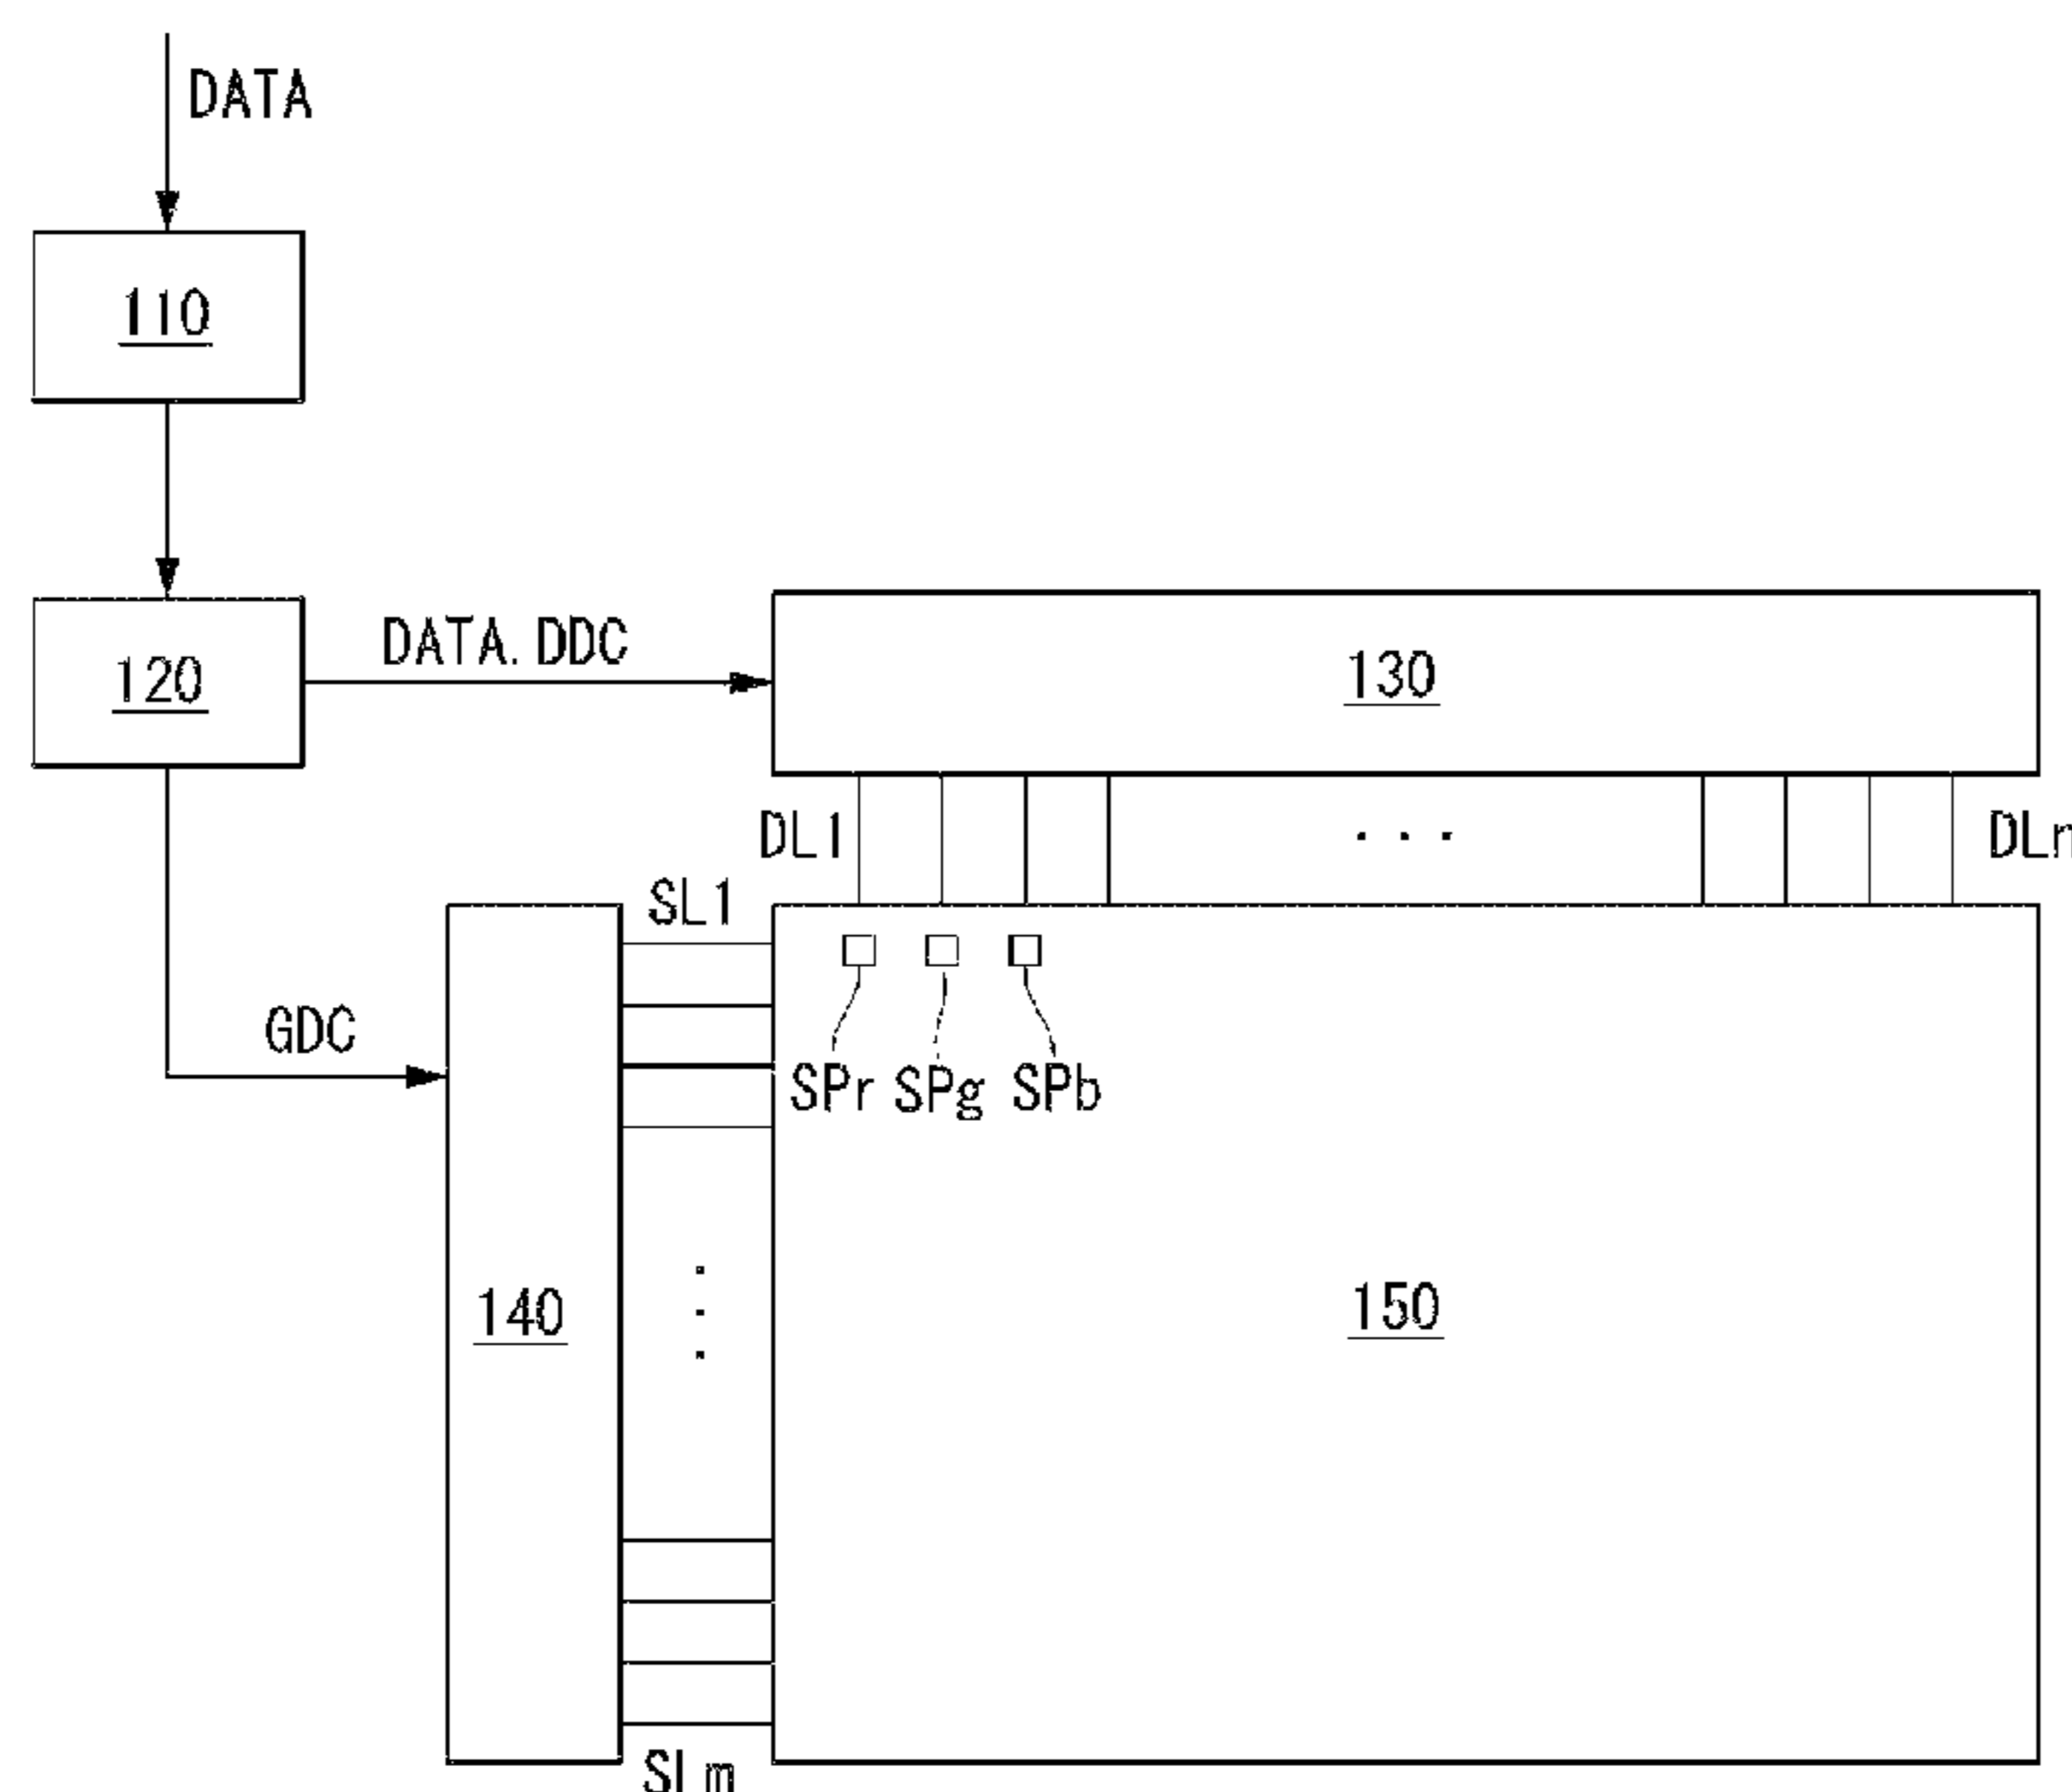 DATA
110
120
DATA. DDC
130
DL1
. . .
DLn
SL1
GDC
SPr SPg SPb
140
150
SLm